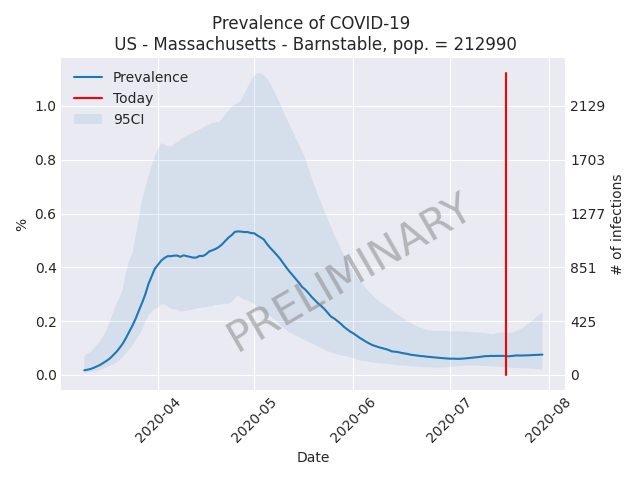 Prevalence of COVID-19
US - Massachusetts - Barnstable, pop. = 212990
Prevalence
Today
95CI
1.0
0.8
0.6
0.4
0.2
0.0
%
2129
1703
1277
851
425
0
# of infections
PRELIMINARY
2020-04
2020-05
2020-06
2020-07
2020-08
Date